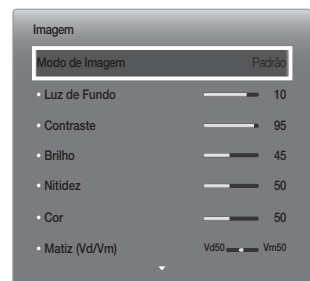 Imagem
Modo de Imagem Padrão
• Luz de Fundo 10
• Contraste 95
• Brilho 45
• Nitidez 50
• Cor 50
• Matiz (Vd/Vm) Vd50 Vm50